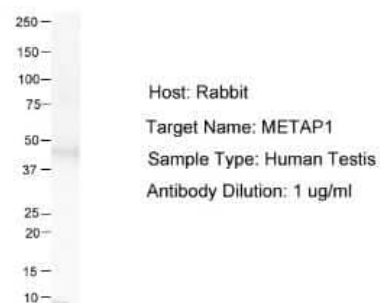 250
150
100
75
50
37
25
20
15
10
Host: Rabbit
Target Name: METAP1
Sample Type: Human Testis
Antibody Dilution: 1 ug/ml